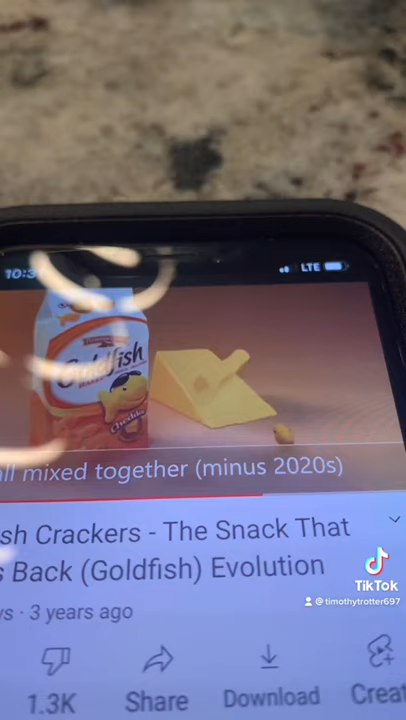 10:3
LTE
Goldfish
Cheddar
all mixed together (minus 2020s)
sh Crackers - The Snack That
s Back (Goldfish) Evolution
ws · 3 years ago
TikTok
@timothytrotter697
1.3K
Share
Download
Creat